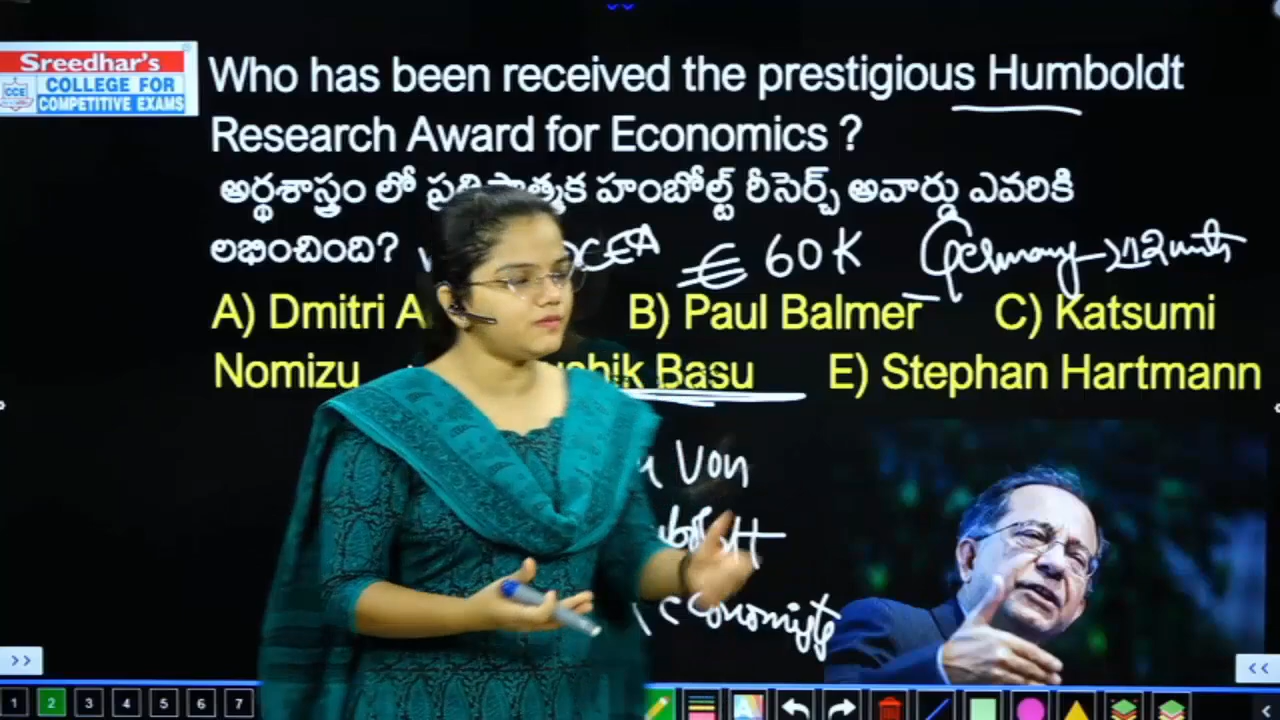 Sreedhar's
CCE
COLLEGE FOR
COMPETITIVE EXAMS
Who has been received the prestigious Humboldt
Research Award for Economics ?
అర్థశాస్త్రం లో హంబోల్ట్ రీసెర్చ్ అవార్డు ఎవరికి
లభించింది?
€ 60K Germany
A) Dmitri A B) Paul Balmer C) Katsumi
Nomizu Basu E) Stephan Hartmann
Von
>> <<
1 2 3 4 5 6 7